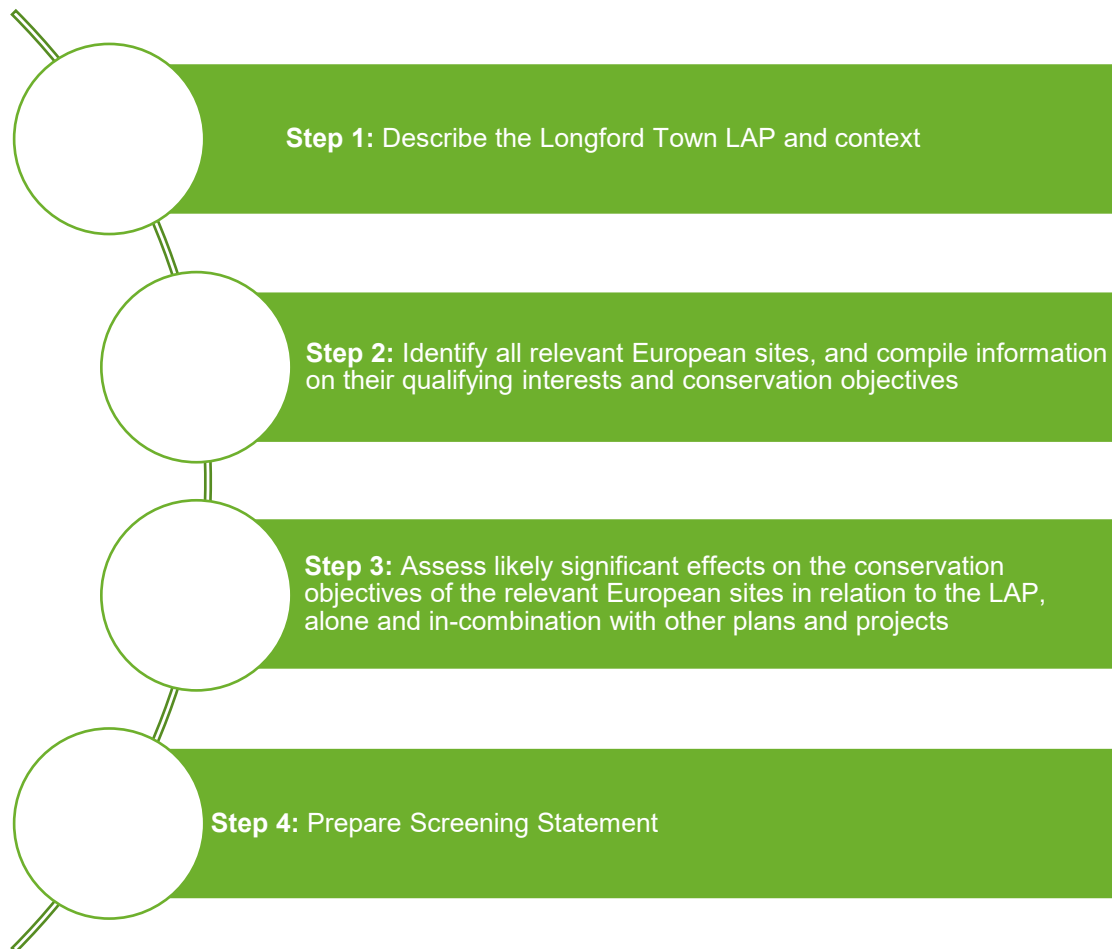 Step 1: Describe the Longford Town LAP and context
Step 2: Identify all relevant European sites, and compile information
on their qualifying interests and conservation objectives
Step 3: Assess likely significant effects on the conservation
objectives of the relevant European sites in relation to the LAP,
alone and in-combination with other plans and projects
Step 4: Prepare Screening Statement